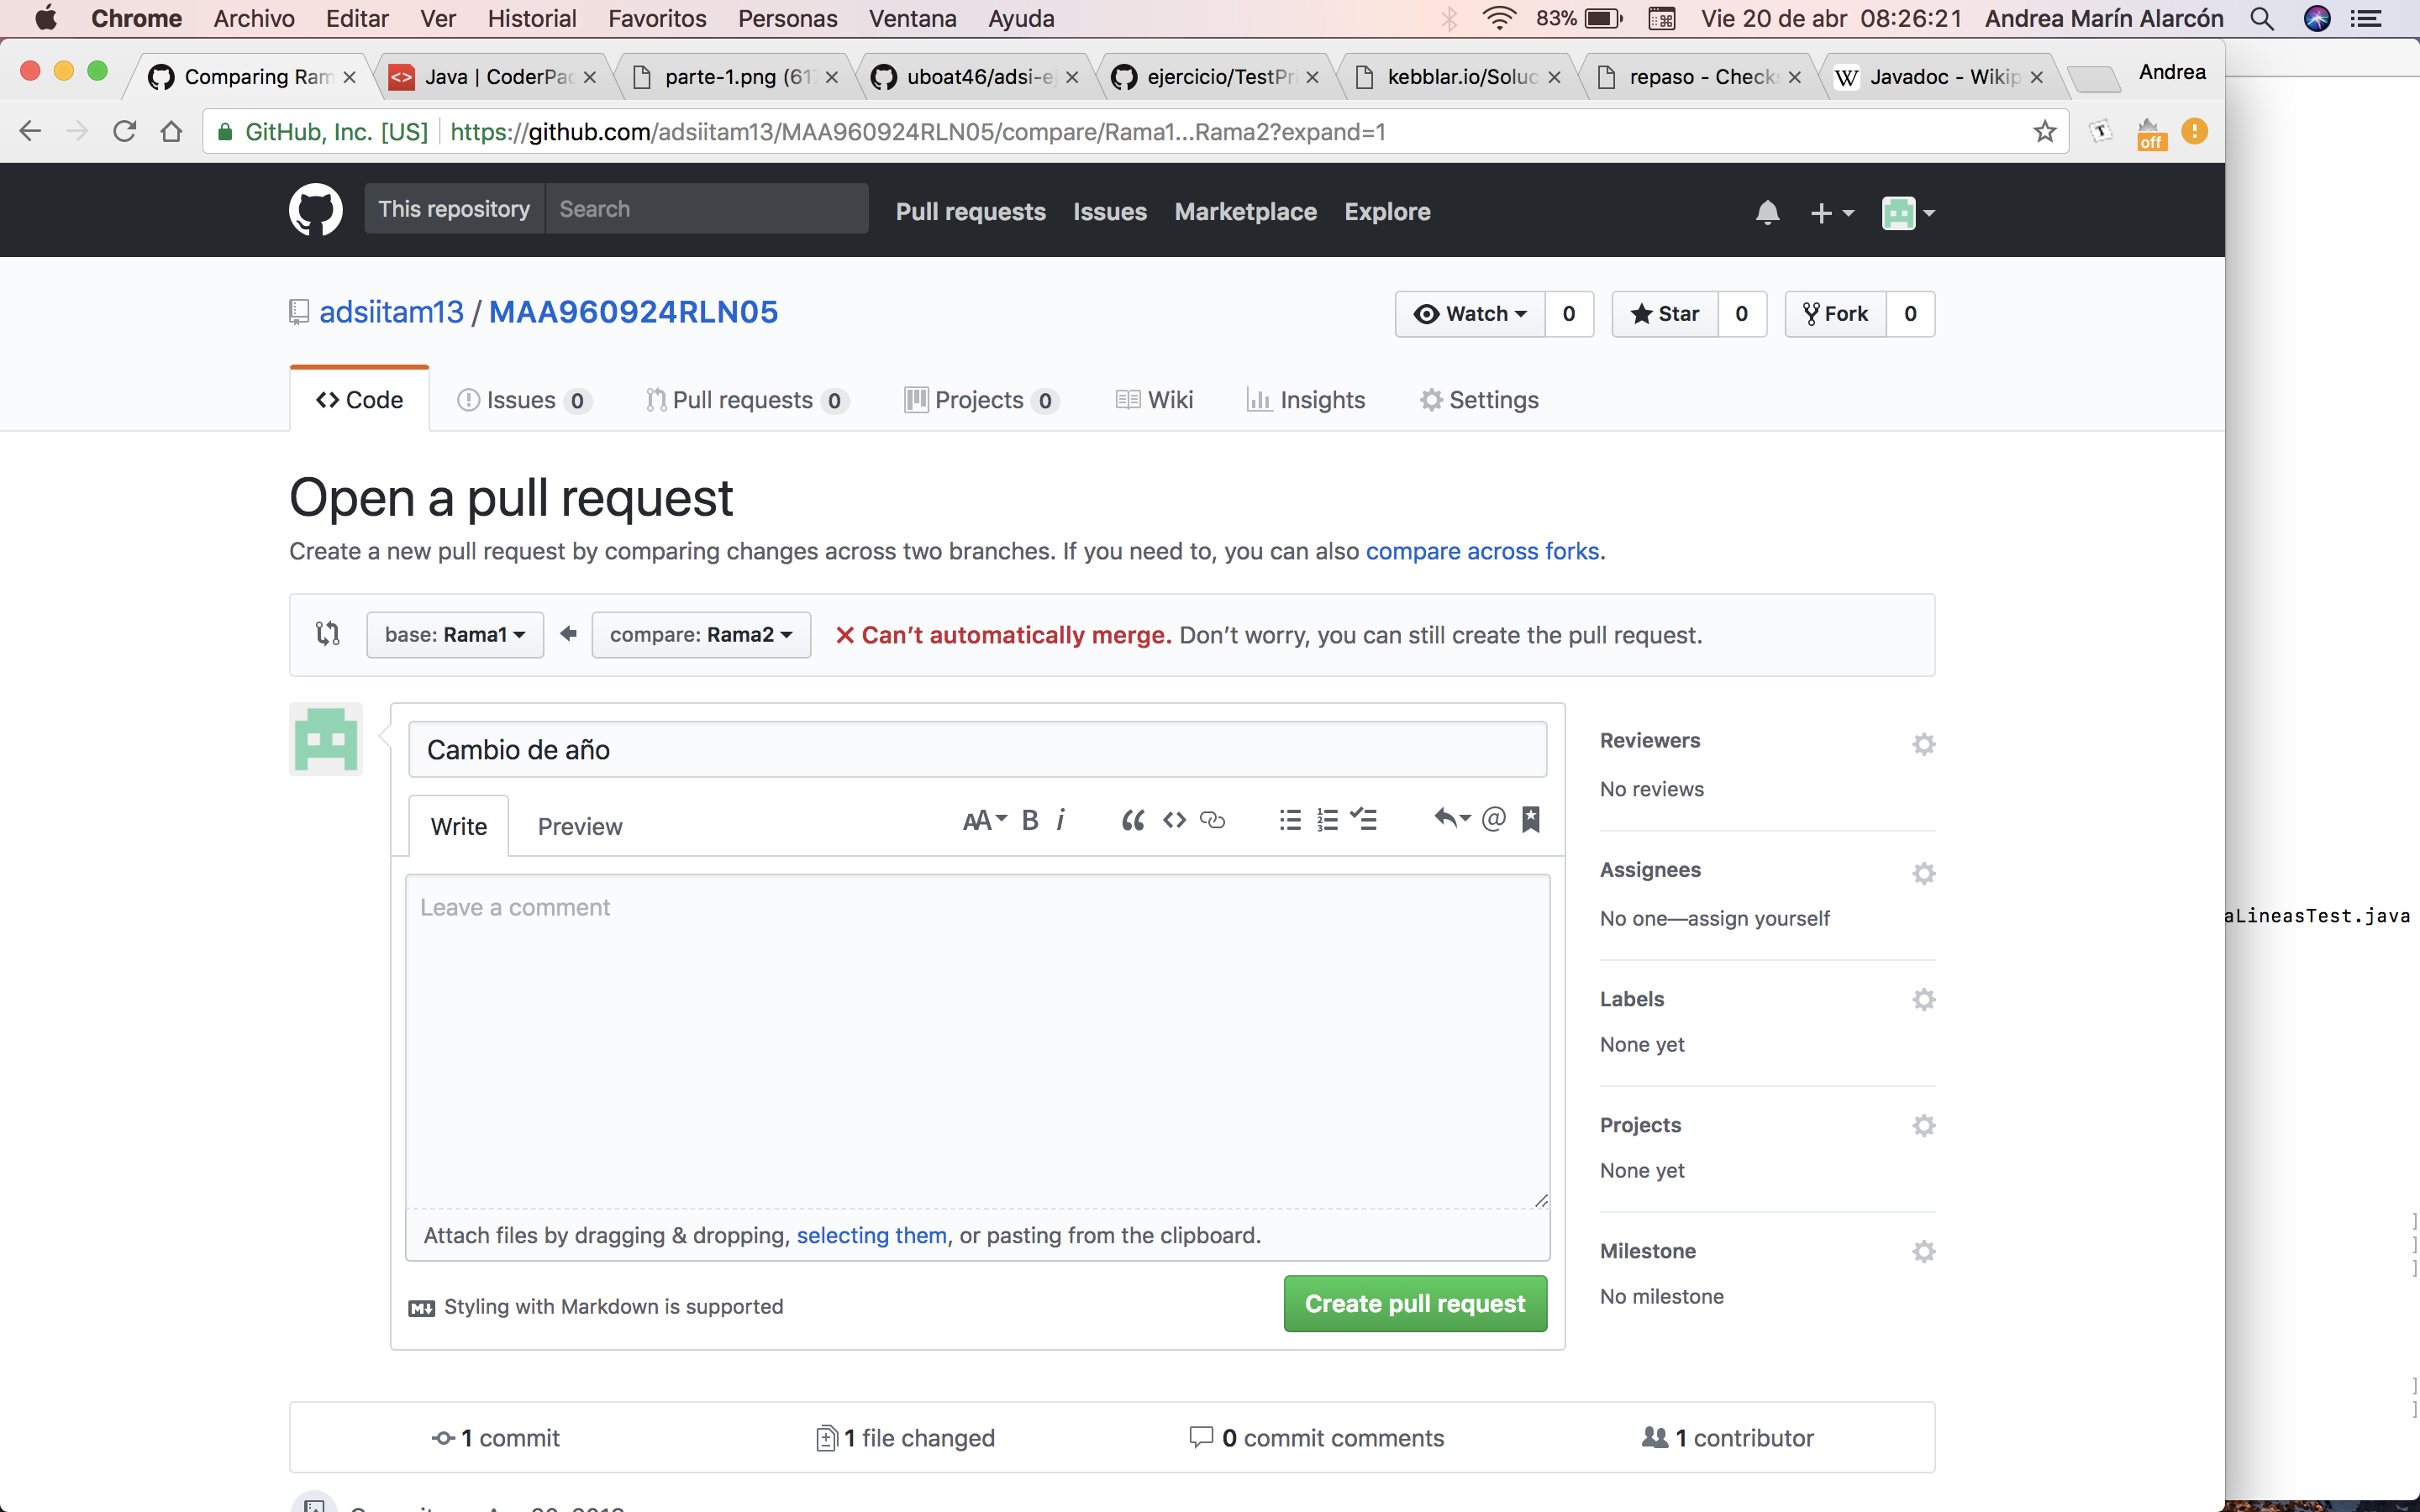 Chrome Archivo Editar Ver Historial Favoritos Personas Ventana Ayuda 83% Vie 20 de abr 08:26:21 Andrea Marín Alarcón
Comparing Ram Java | CoderPad parte-1.png (617 uboat46/adsi-ej ejercicio/TestPri kebblar.io/Soluc repaso - Checks Javadoc - Wikip Andrea
GitHub, Inc. [US] https://github.com/adsiitam13/MAA960924RLN05/compare/Rama1...Rama2?expand=1 off
This repository Search Pull requests Issues Marketplace Explore
adsiitam13 / MAA960924RLN05 Watch 0 Star 0 Fork 0
Code Issues 0 Pull requests 0 Projects 0 Wiki Insights Settings
Open a pull request
Create a new pull request by comparing changes across two branches. If you need to, you can also compare across forks.
base: Rama1 compare: Rama2 Can’t automatically merge. Don’t worry, you can still create the pull request.
Cambio de año
Reviewers
No reviews
Write Preview AA B i
Assignees
No one—assign yourself
Leave a comment
aLineasTest.java
Labels
None yet
Projects
None yet
Attach files by dragging & dropping, selecting them, or pasting from the clipboard.
Milestone
No milestone
Styling with Markdown is supported Create pull request
1 commit 1 file changed 0 commit comments 1 contributor